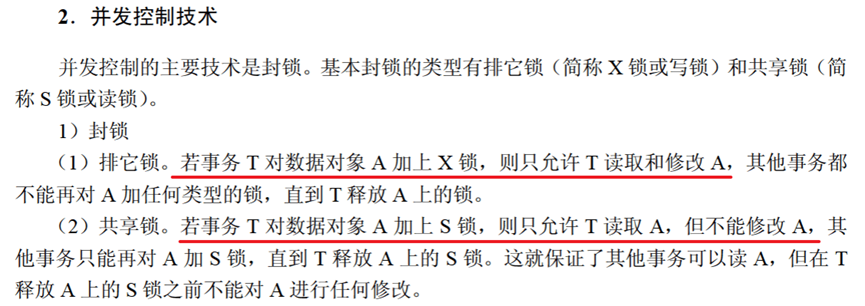 2．并发控制技术
并发控制的主要技术是封锁。基本封锁的类型有排它锁（简称 X 锁或写锁）和共享锁（简
称 S 锁或读锁）。
1）封锁
（1）排它锁。若事务 T 对数据对象 A 加上 X 锁，则只允许 T 读取和修改 A，其他事务都
不能再对 A 加任何类型的锁，直到 T 释放 A 上的锁。
（2）共享锁。若事务 T 对数据对象 A 加上 S 锁，则只允许 T 读取 A，但不能修改 A，其
他事务只能再对 A 加 S 锁，直到 T 释放 A 上的 S 锁。这就保证了其他事务可以读 A，但在 T
释放 A 上的 S 锁之前不能对 A 进行任何修改。